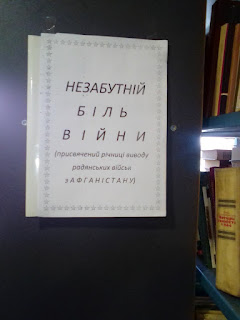 НЕЗАБУТНІЙ
БІЛЬ
ВІЙНИ
(присвячений річниці виводу
радянських військ
з АФГАНІСТАНУ)